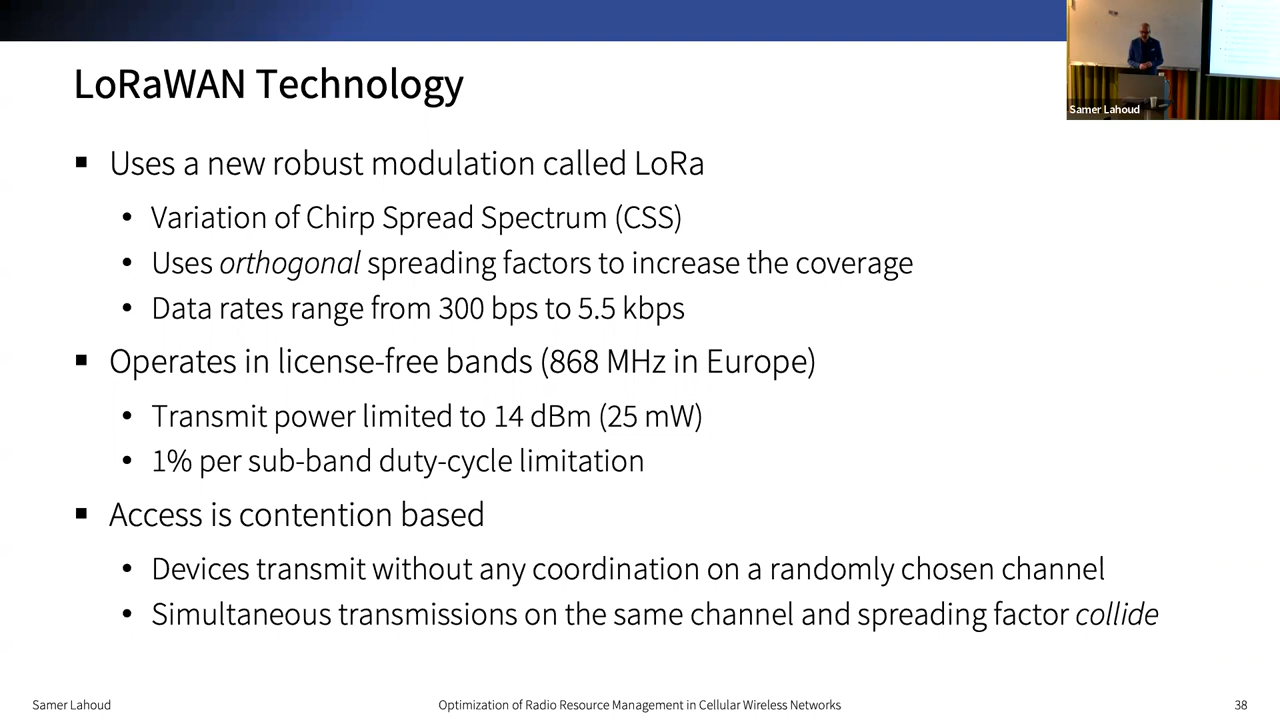 LoRaWAN Technology
Samer Lahoud
Uses a new robust modulation called LoRa
Variation of Chirp Spread Spectrum (CSS)
Uses orthogonal spreading factors to increase the coverage
Data rates range from 300 bps to 5.5 kbps
Operates in license-free bands (868 MHz in Europe)
Transmit power limited to 14 dBm (25 mW)
1% per sub-band duty-cycle limitation
Access is contention based
Devices transmit without any coordination on a randomly chosen channel
Simultaneous transmissions on the same channel and spreading factor collide
Samer Lahoud
Optimization of Radio Resource Management in Cellular Wireless Networks
38